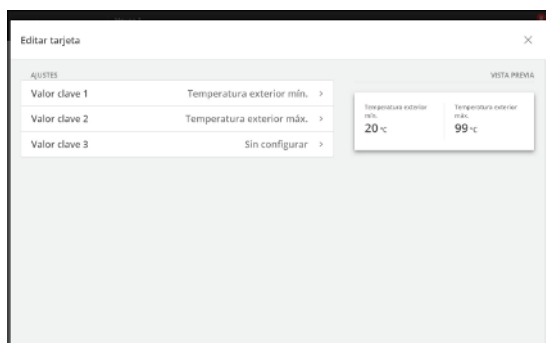 Editar tarjeta
AJUSTES
VISTA PREVIA
Valor clave 1 Temperatura exterior mín.
Valor clave 2 Temperatura exterior máx.
Valor clave 3 Sin configurar
Temperatura exterior mín.
20 °C
Temperatura exterior máx.
99 °C